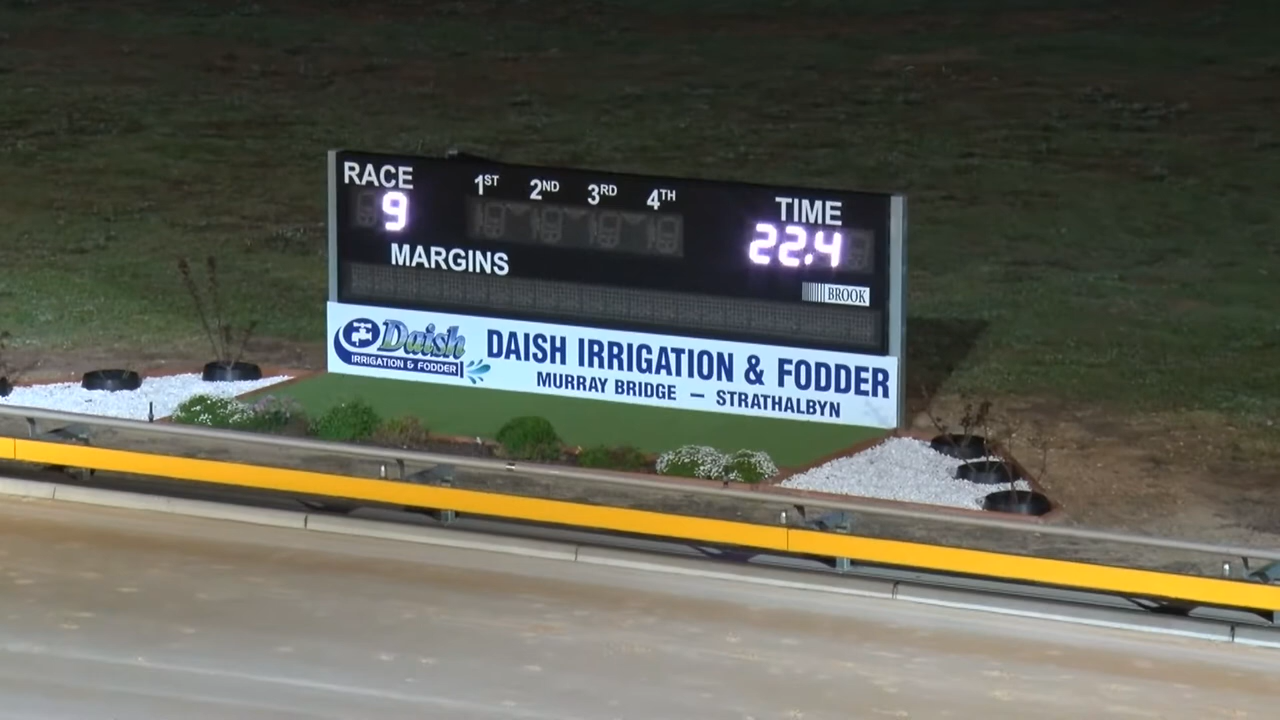 RACE 1ST 2ND 3RD 4TH TIME
9 22.4
MARGINS
BROOK
Daish
IRRIGATION & FODDER
DAISH IRRIGATION & FODDER
MURRAY BRIDGE — STRATHALBYN